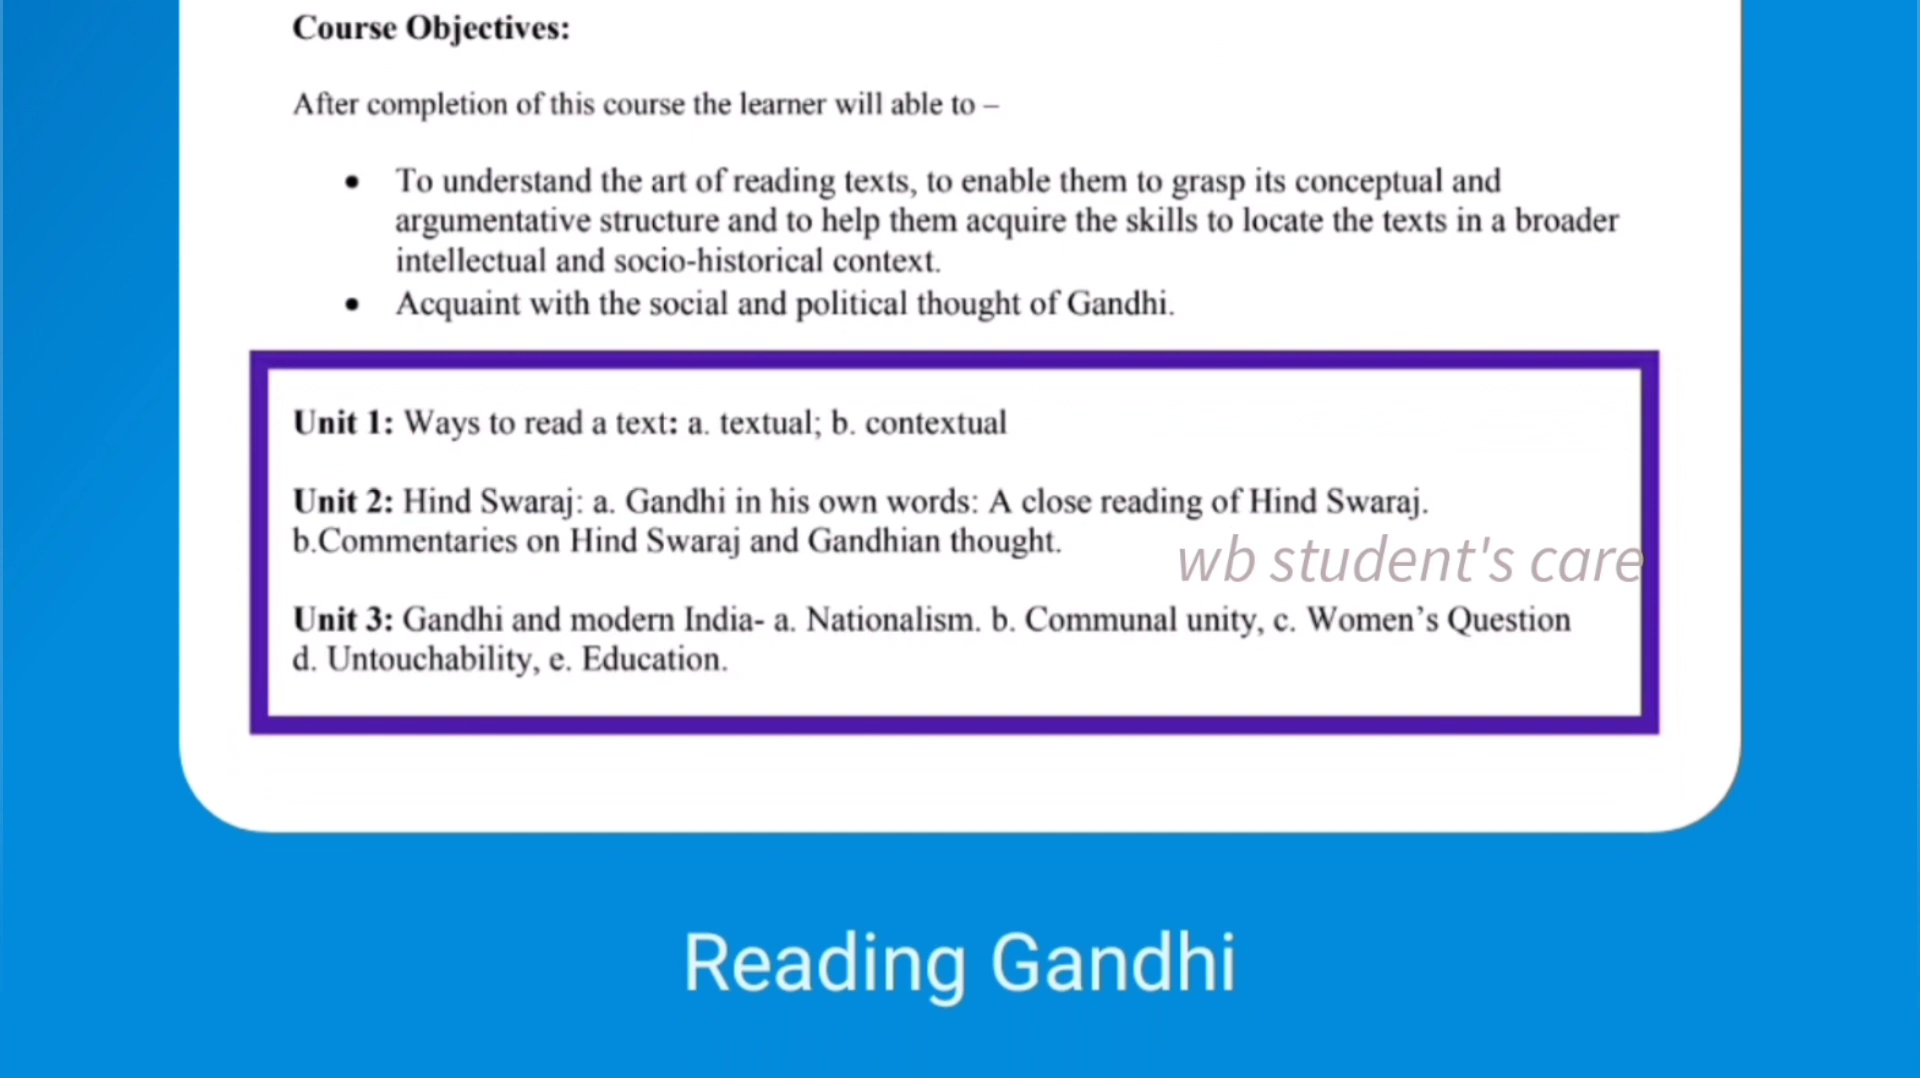 Course Objectives:
After completion of this course the learner will able to –
• To understand the art of reading texts, to enable them to grasp its conceptual and
argumentative structure and to help them acquire the skills to locate the texts in a broader
intellectual and socio-historical context.
• Acquaint with the social and political thought of Gandhi.
Unit 1: Ways to read a text: a. textual; b. contextual
Unit 2: Hind Swaraj: a. Gandhi in his own words: A close reading of Hind Swaraj.
b.Commentaries on Hind Swaraj and Gandhian thought.
wb student's care
Unit 3: Gandhi and modern India- a. Nationalism. b. Communal unity, c. Women’s Question
d. Untouchability, e. Education.
Reading Gandhi